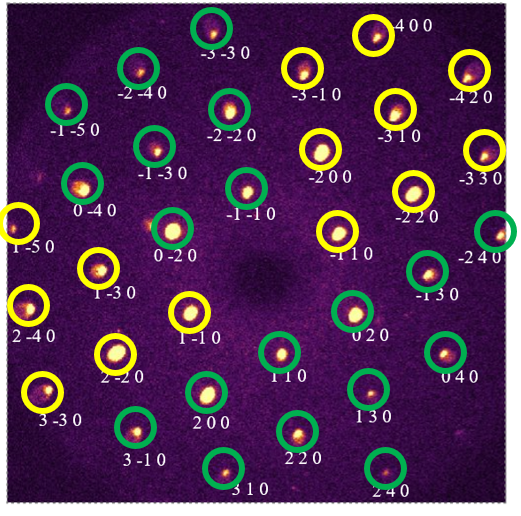 4 0 0
-3 -3 0
-2 -4 0
-3 -1 0
-4 2 0
-1 -5 0
-2 -2 0
-3 1 0
-1 -3 0
-2 0 0
-3 3 0
0 -4 0
-1 -1 0
-2 2 0
1 -5 0
0 -2 0
-1 1 0
-2 4 0
1 -3 0
-1 3 0
2 -4 0
1 -1 0
0 2 0
2 -2 0
1 1 0
0 4 0
3 -3 0
2 0 0
1 3 0
3 -1 0
2 2 0
3 1 0
2 4 0